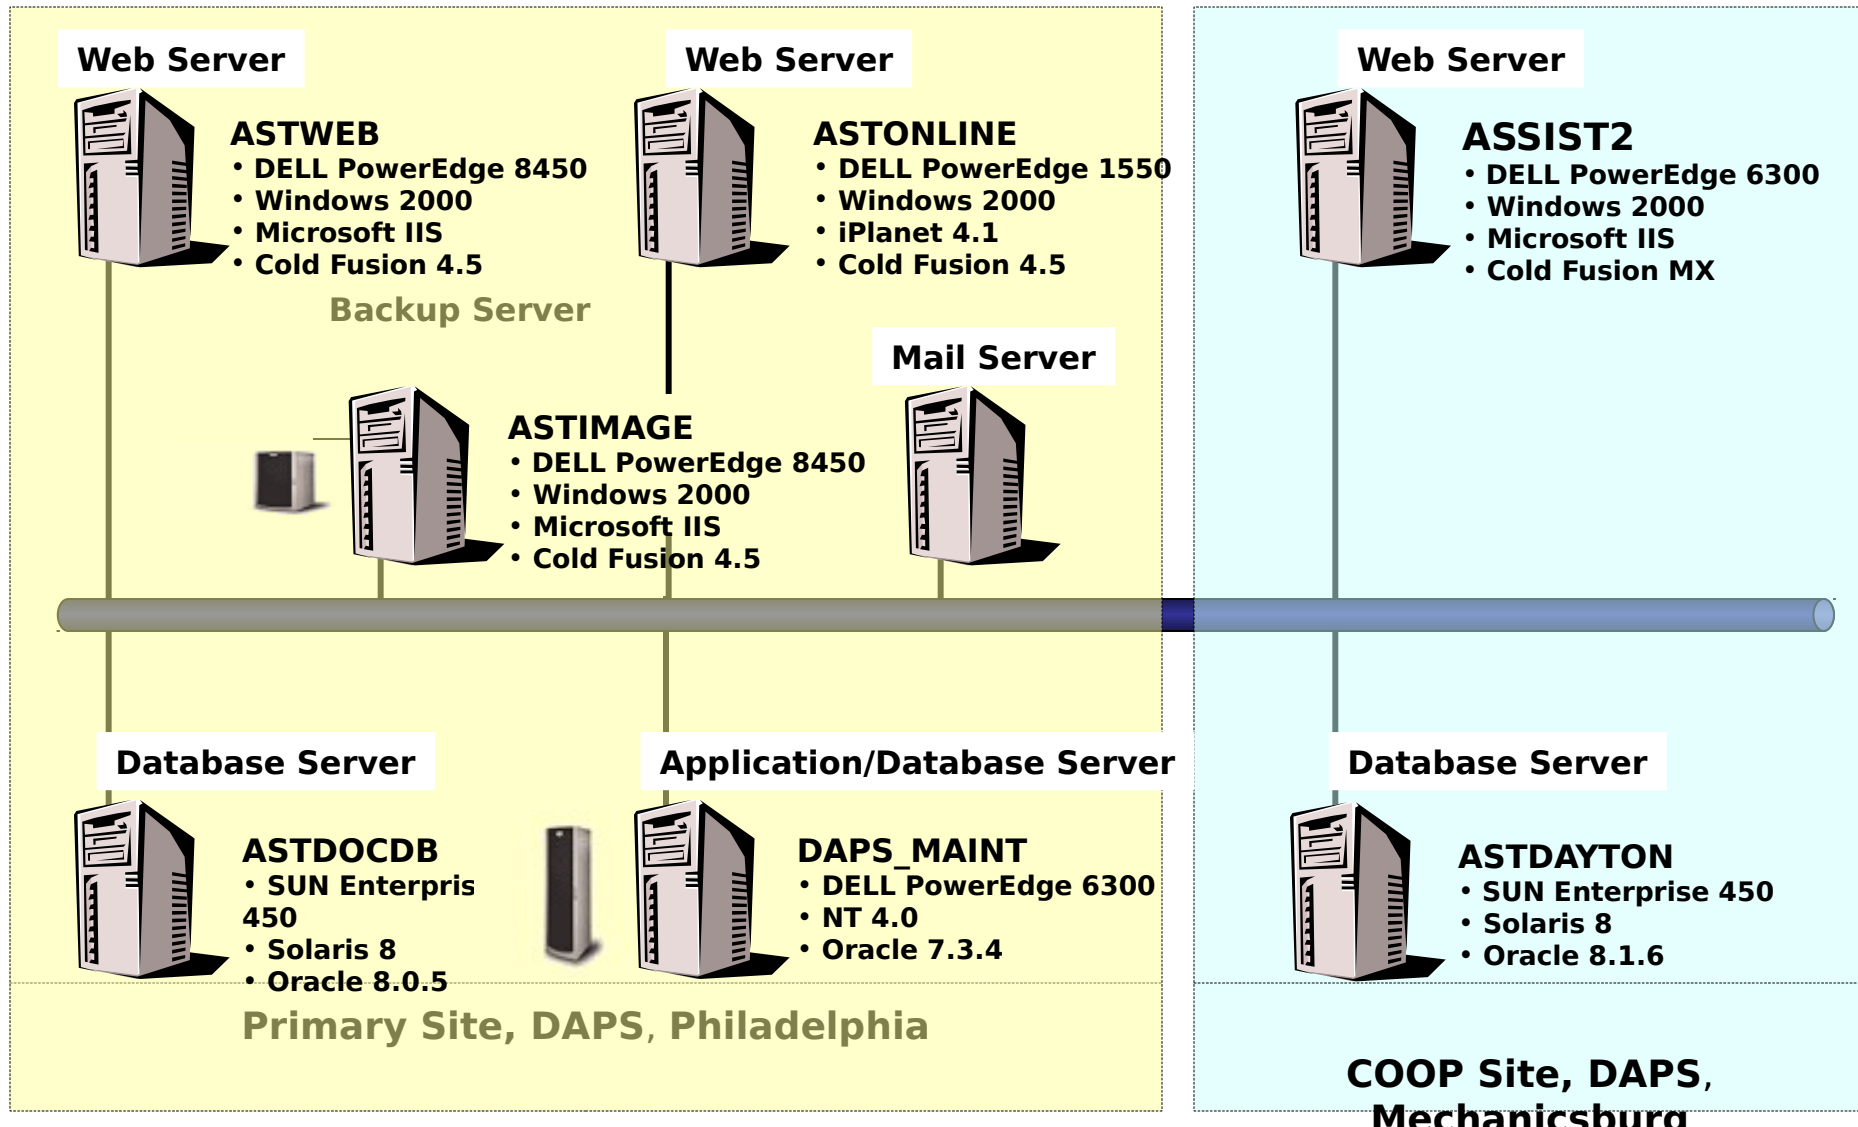 Web Server
ASTWEB
• DELL PowerEdge 8450
• Windows 2000
• Microsoft IIS
• Cold Fusion 4.5
Web Server
ASTONLINE
• DELL PowerEdge 1550
• Windows 2000
• iPlanet 4.1
• Cold Fusion 4.5
Web Server
ASSIST2
• DELL PowerEdge 6300
• Windows 2000
• Microsoft IIS
• Cold Fusion MX
Backup Server
ASTIMAGE
• DELL PowerEdge 8450
• Windows 2000
• Microsoft IIS
• Cold Fusion 4.5
Mail Server
Database Server
ASTDOCDB
• SUN Enterpris
450
• Solaris 8
• Oracle 8.0.5
Application/Database Server
DAPS_MAINT
• DELL PowerEdge 6300
• NT 4.0
• Oracle 7.3.4
Database Server
ASTDAYTON
• SUN Enterprise 450
• Solaris 8
• Oracle 8.1.6
Primary Site, DAPS, Philadelphia
COOP Site, DAPS,
Mechanicsburg